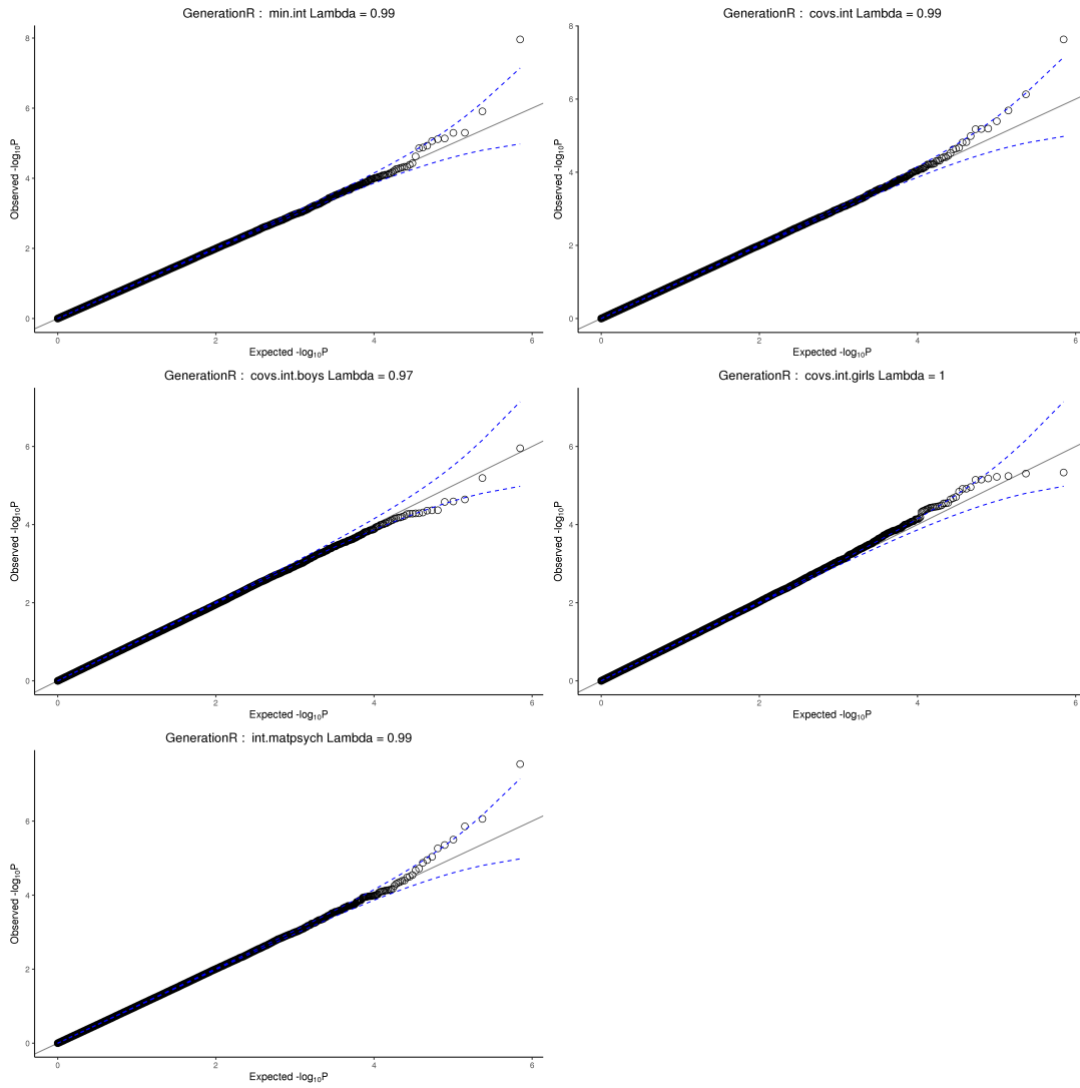 GenerationR : min.int Lambda = 0.99
8
6
4
2
0
Observed -log10P
0 2 4 6
Expected -log10P
GenerationR : covs.int Lambda = 0.99
8
6
4
2
0
Observed -log10P
0 2 4 6
Expected -log10P
GenerationR : covs.int.boys Lambda = 0.97
6
4
2
0
Observed -log10P
0 2 4 6
Expected -log10P
GenerationR : covs.int.girls Lambda = 1
6
4
2
0
Observed -log10P
0 2 4 6
Expected -log10P
GenerationR : int.matpsych Lambda = 0.99
6
4
2
0
Observed -log10P
0 2 4 6
Expected -log10P